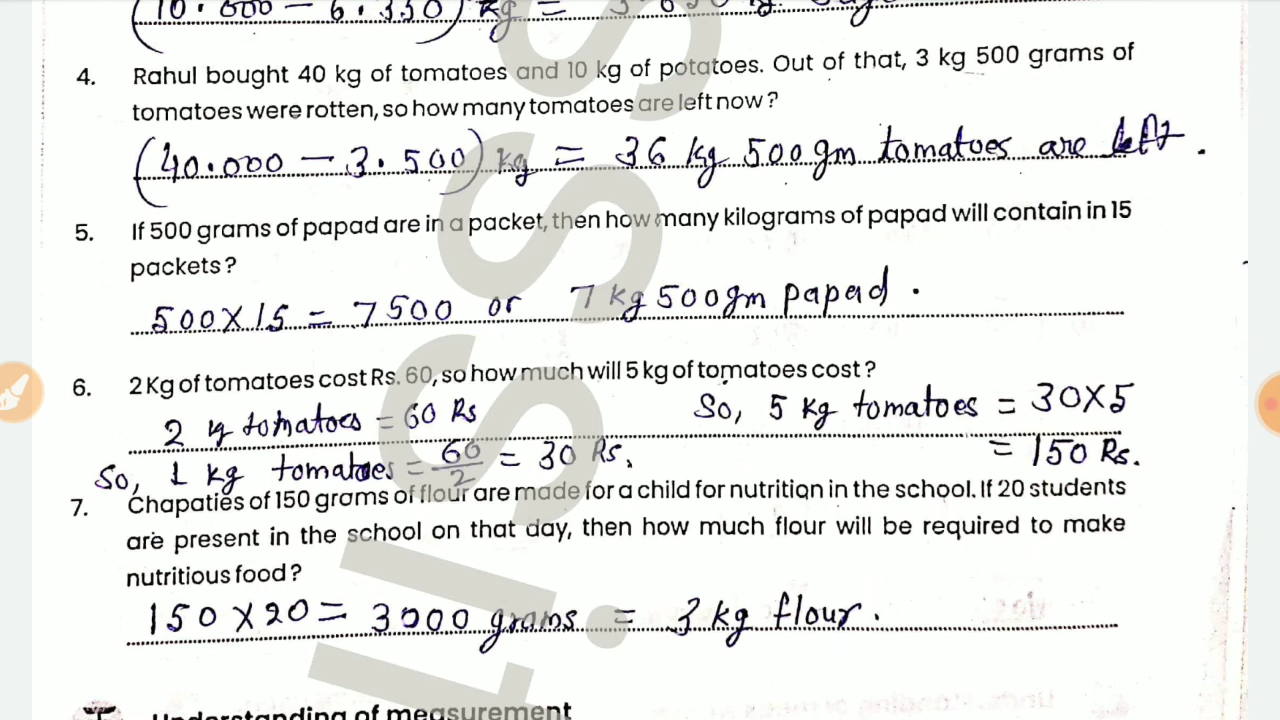 (10.000 - 6.350) kg =
4. Rahul bought 40 kg of tomatoes and 10 kg of potatoes. Out of that, 3 kg 500 grams of
tomatoes were rotten, so how many tomatoes are left now?
(40.000 - 3.500) kg = 36 kg 500 gm tomatoes are left.
5. If 500 grams of papad are in a packet, then how many kilograms of papad will contain in 15
packets?
500 X 15 = 7500 or 7 kg 500 gm papad.
6. 2 Kg of tomatoes cost Rs. 60, so how much will 5 kg of tomatoes cost?
2 kg tomatoes = 60 Rs So, 5 kg tomatoes = 30X5
So, 1 kg tomatoes = 60/2 = 30 Rs. = 150 Rs.
7. Chapaties of 150 grams of flour are made for a child for nutrition in the school. If 20 students
are present in the school on that day, then how much flour will be required to make
nutritious food?
150 X 20 = 3000 grams = 3 kg flour.
Understanding of measurement